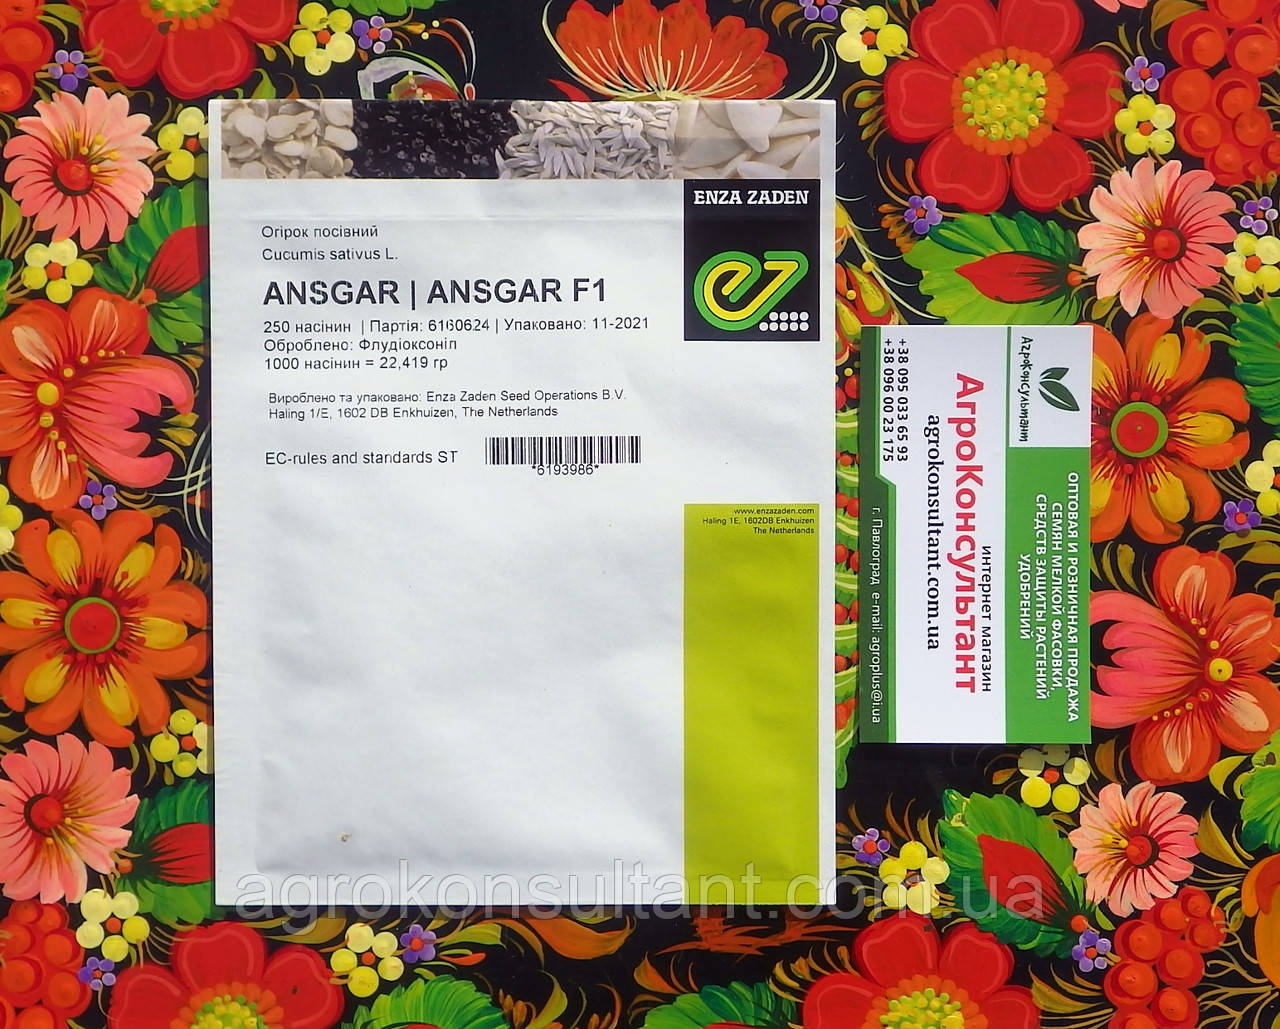 ENZA ZADEN
Огірок посівний
Cucumis sativus L.
ANSGAR | ANSGAR F1
250 насінин | Партія: 6160624 | Упаковано: 11-2021
Оброблено: Флудіоксоніл
1000 насінин = 22,419 гр
Вироблено та упаковано: Enza Zaden Seed Operations B.V.
Haling 1/E, 1602 DB Enkhuizen, The Netherlands
EC-rules and standards ST
*6193986*
www.enzazaden.com
Haling 1E, 1602DB Enkhuizen
The Netherlands
АгроКонсультант
ОПТОВАЯ И РОЗНИЧНАЯ ПРОДАЖА
СЕМЯН МЕЛКОЙ ФАСОВКИ,
СРЕДСТВ ЗАЩИТЫ РАСТЕНИЙ
УДОБРЕНИЙ
интернет магазин
АгроКонсультант
agrokonsultant.com.ua
+38 095 033 65 93
+38 096 00 23 175
г. Павлоград e-mail: agroplus@i.ua
agrokonsultant.com.ua